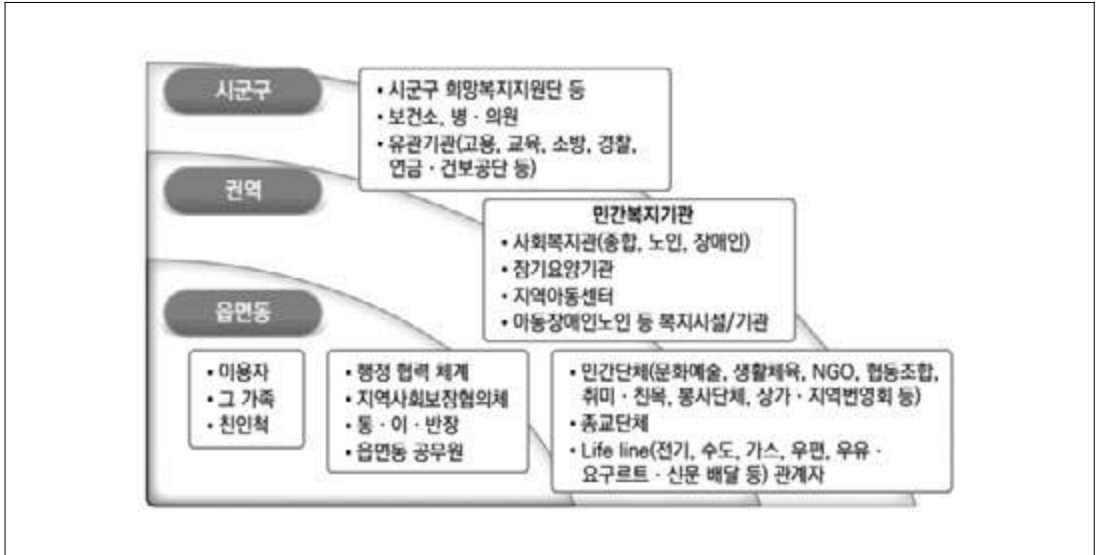 시군구
• 시군구 희망복지지원단 등
• 보건소, 병 · 의원
• 유관기관(고용, 교육, 소방, 경찰,
연금 · 건보공단 등)
권역
민간복지기관
• 사회복지관(종합, 노인, 장애인)
• 장기요양기관
• 지역아동센터
• 아동장애인노인 등 복지시설/기관
읍면동
• 이용자
• 그 가족
• 친인척
• 행정 협력 체계
• 지역사회보장협의체
• 통 · 이 · 반장
• 읍면동 공무원
• 민간단체(문화예술, 생활체육, NGO, 협동조합,
취미 · 친목, 봉사단체, 상가 · 지역번영회 등)
• 종교단체
• Life line(전기, 수도, 가스, 우편, 우유 ·
요구르트 · 신문 배달 등) 관계자